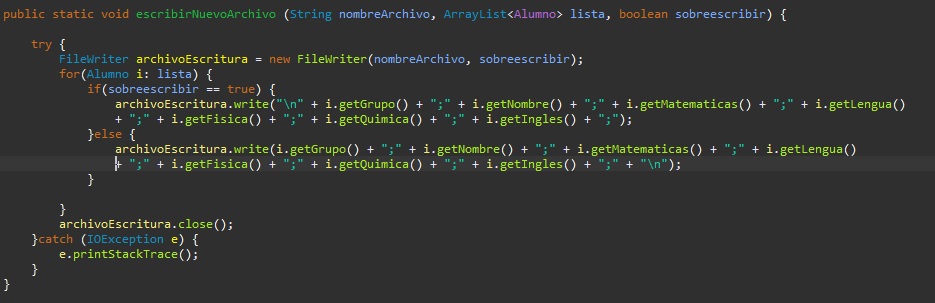 public static void escribirNuevoArchivo (String nombreArchivo, ArrayList<Alumno> lista, boolean sobreescribir) {
try {
FileWriter archivoEscritura = new FileWriter(nombreArchivo, sobreescribir);
for(Alumno i: lista) {
if(sobreescribir == true) {
archivoEscritura.write("\n" + i.getGrupo() + ";" + i.getNombre() + ";" + i.getMatematicas() + ";" + i.getLengua()
+ ";" + i.getFisica() + ";" + i.getQuimica() + ";" + i.getIngles() + ";");
}else {
archivoEscritura.write(i.getGrupo() + ";" + i.getNombre() + ";" + i.getMatematicas() + ";" + i.getLengua()
+ ";" + i.getFisica() + ";" + i.getQuimica() + ";" + i.getIngles() + ";" + "\n");
}
}
archivoEscritura.close();
}catch (IOException e) {
e.printStackTrace();
}
}